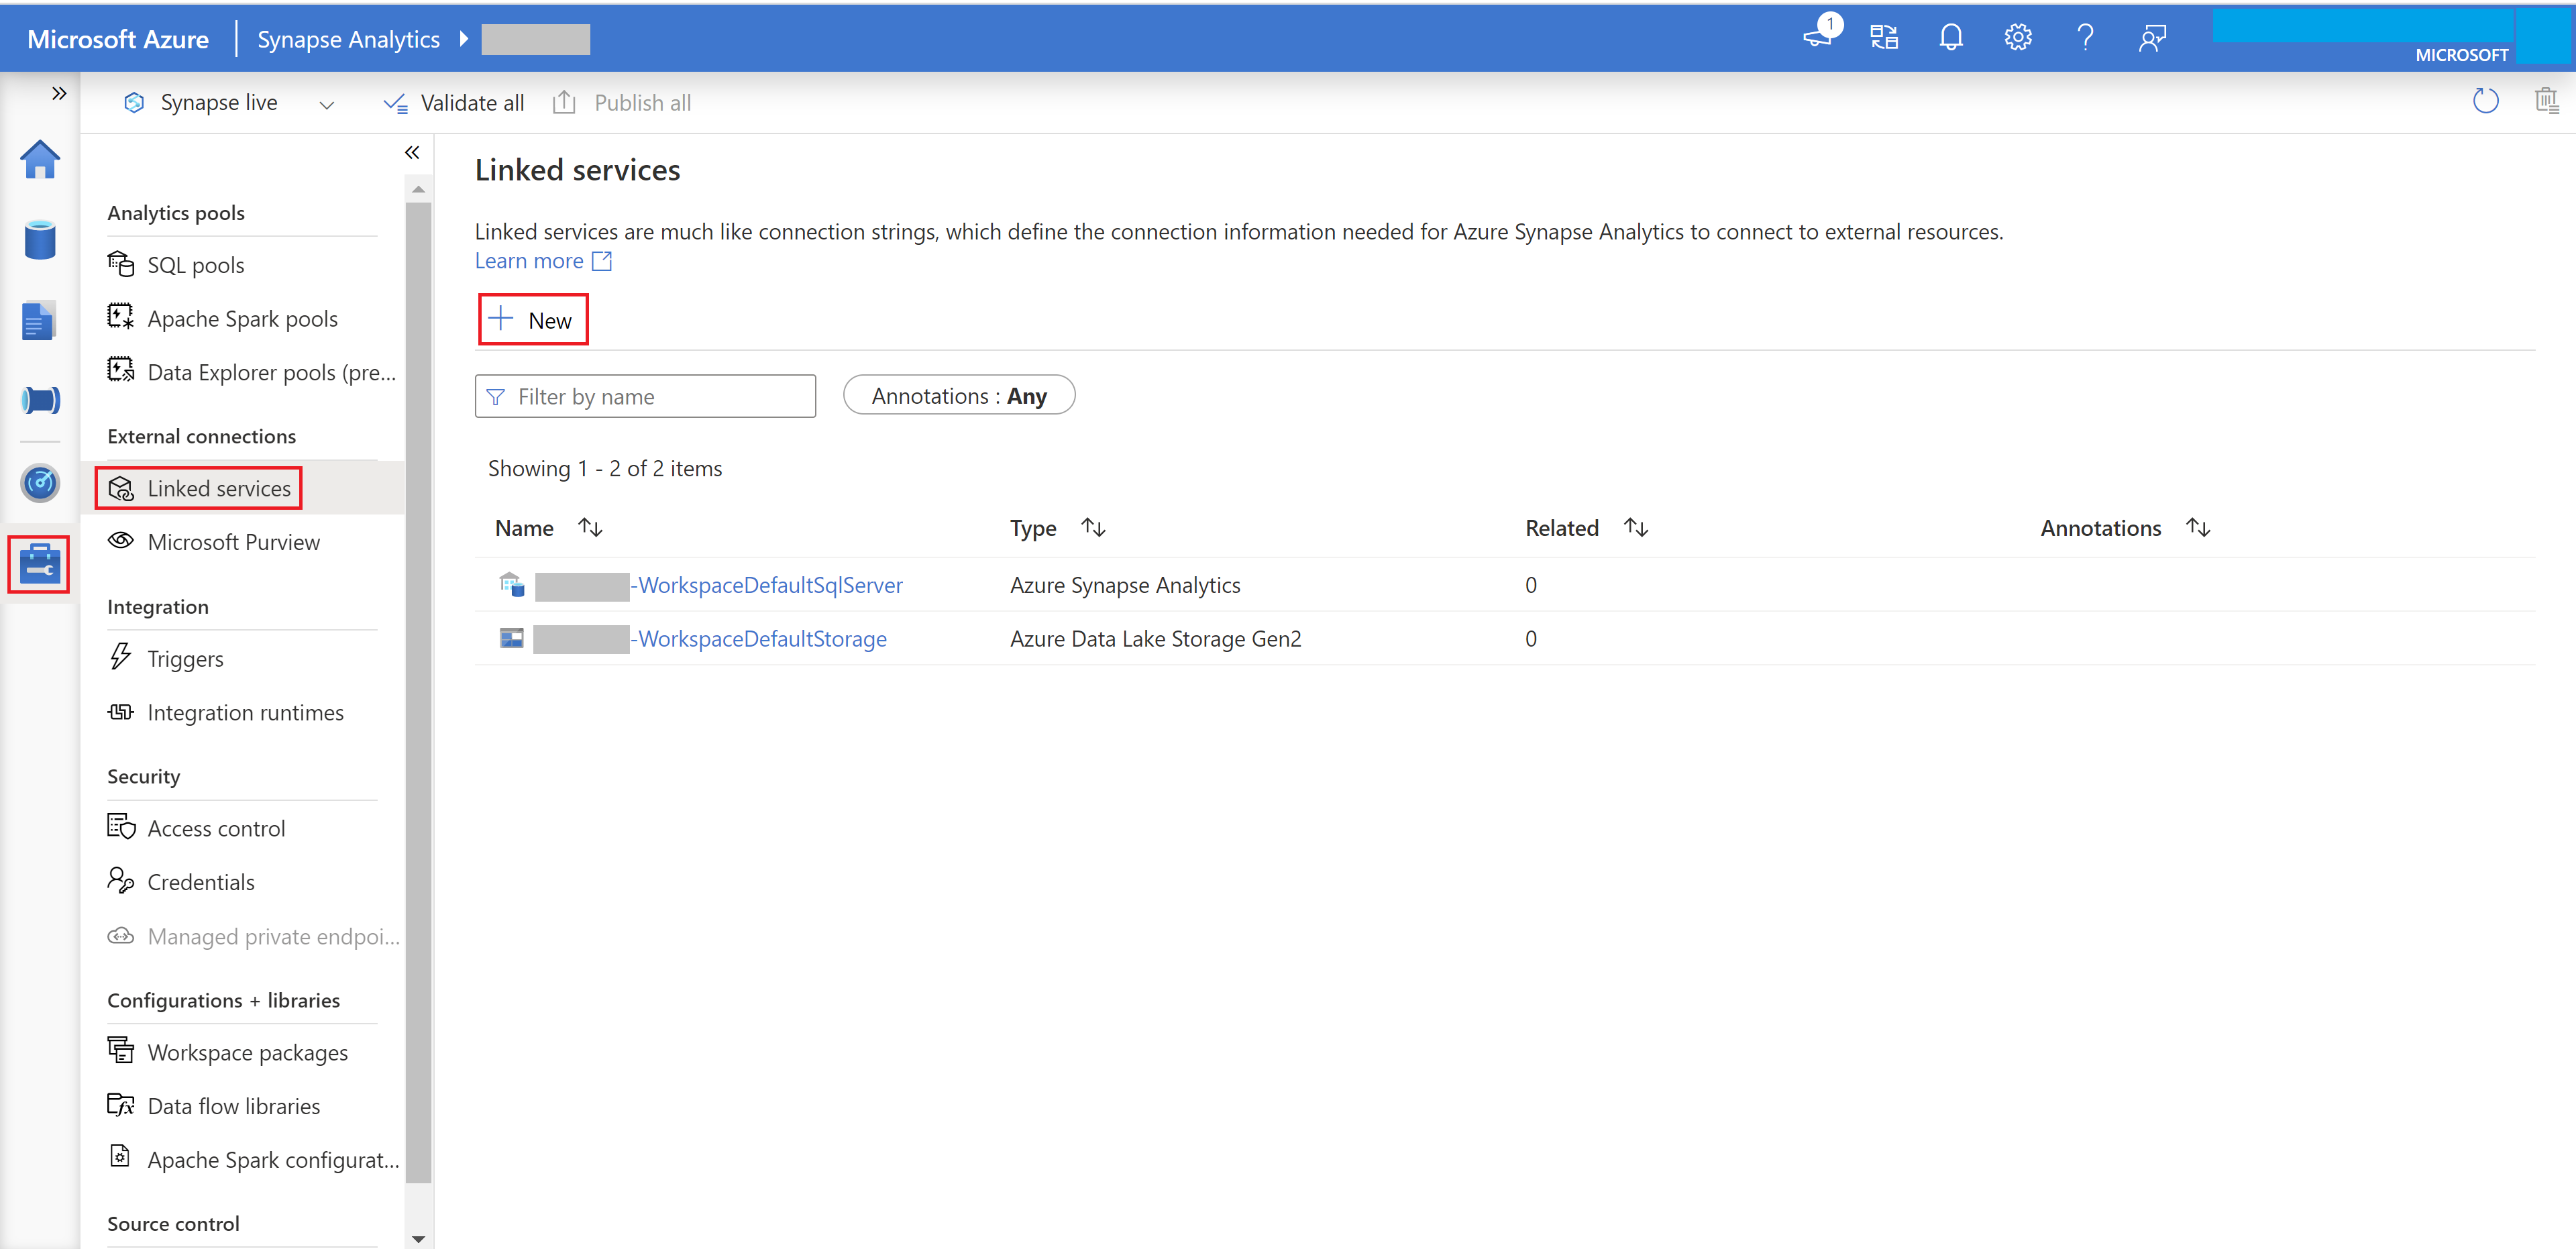 Microsoft Azure
Synapse Analytics
1
MICROSOFT
Synapse live
Validate all
Publish all
Analytics pools
SQL pools
Apache Spark pools
Data Explorer pools (pre...
External connections
Linked services
Microsoft Purview
Integration
Triggers
Integration runtimes
Security
Access control
Credentials
Managed private endpoi...
Configurations + libraries
Workspace packages
Data flow libraries
Apache Spark configurat...
Source control
Linked services
Linked services are much like connection strings, which define the connection information needed for Azure Synapse Analytics to connect to external resources.
Learn more
New
Filter by name
Annotations : Any
Showing 1 - 2 of 2 items
Name Type Related Annotations
-WorkspaceDefaultSqlServer Azure Synapse Analytics 0
-WorkspaceDefaultStorage Azure Data Lake Storage Gen2 0